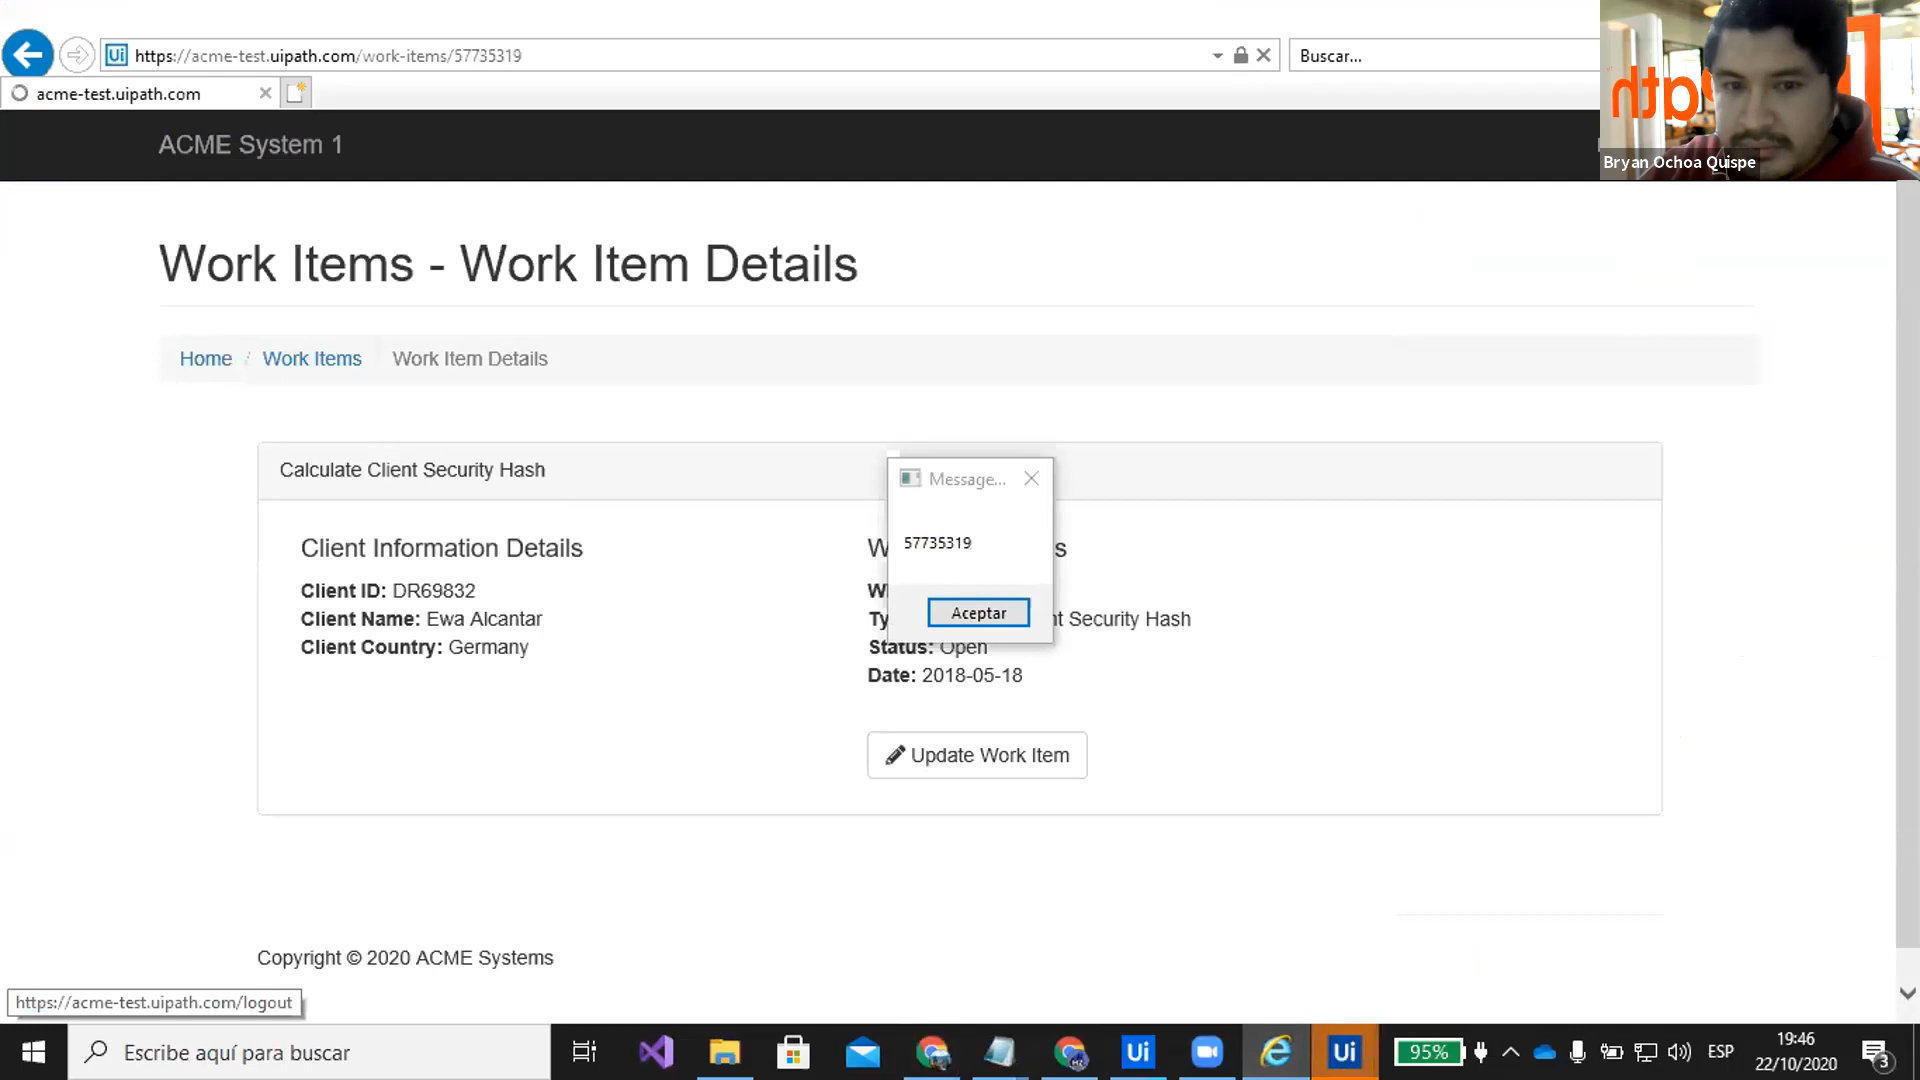 https://acme-test.uipath.com/work-items/57735319
Buscar...
acme-test.uipath.com
ACME System 1
Bryan Ochoa Quispe
Work Items - Work Item Details
Home / Work Items Work Item Details
Calculate Client Security Hash
Message...
57735319
Aceptar
Client Information Details
Client ID: DR69832
Client Name: Ewa Alcantar
Client Country: Germany
Security Hash
Status: Open
Date: 2018-05-18
Update Work Item
Copyright © 2020 ACME Systems
https://acme-test.uipath.com/logout
Escribe aquí para buscar
Ui
Ui
95%
ESP
19:46
22/10/2020
3